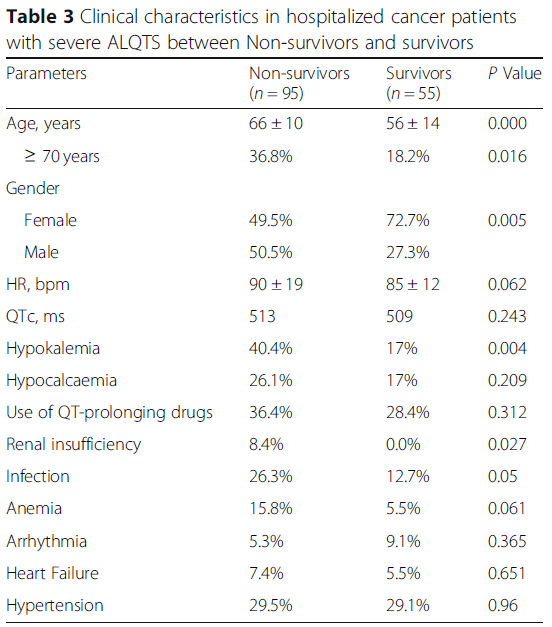 Table 3 Clinical characteristics in hospitalized cancer patients
with severe ALQTS between Non-survivors and survivors
Parameters Non-survivors Survivors P Value
(n = 95) (n = 55)
Age, years 66 ± 10 56 ± 14 0.000
≥ 70 years 36.8% 18.2% 0.016
Gender
Female 49.5% 72.7% 0.005
Male 50.5% 27.3%
HR, bpm 90 ± 19 85 ± 12 0.062
QTc, ms 513 509 0.243
Hypokalemia 40.4% 17% 0.004
Hypocalcaemia 26.1% 17% 0.209
Use of QT-prolonging drugs 36.4% 28.4% 0.312
Renal insufficiency 8.4% 0.0% 0.027
Infection 26.3% 12.7% 0.05
Anemia 15.8% 5.5% 0.061
Arrhythmia 5.3% 9.1% 0.365
Heart Failure 7.4% 5.5% 0.651
Hypertension 29.5% 29.1% 0.96